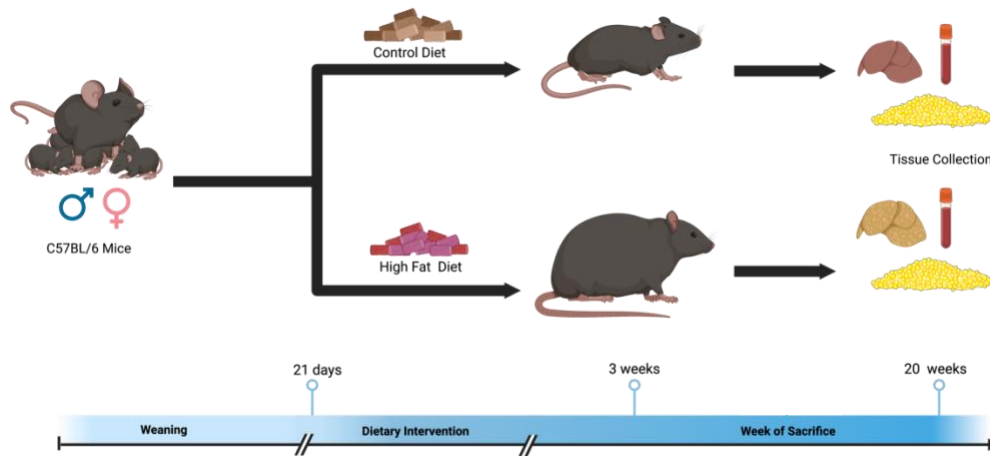 Control Diet
Tissue Collection
C57BL/6 Mice
High Fat Diet
21 days
3 weeks
20 weeks
Weaning
Dietary Intervention
Week of Sacrifice